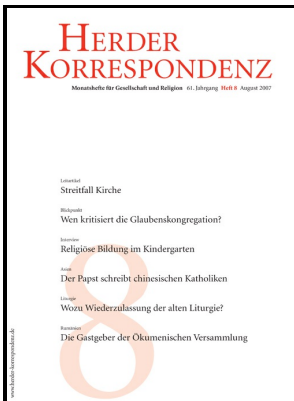 HERDER
KORRESPONDENZ
Monatshefte für Gesellschaft und Religion 61. Jahrgang Heft 8 August 2007
Leitartikel
Streitfall Kirche
Blickpunkt
Wen kritisiert die Glaubenskongregation?
Interview
Religiöse Bildung im Kindergarten
Asien
Der Papst schreibt chinesischen Katholiken
Liturgie
Wozu Wiederzulassung der alten Liturgie?
Rumänien
Die Gastgeber der Ökumenischen Versammlung
8
www.herder-korrespondenz.de